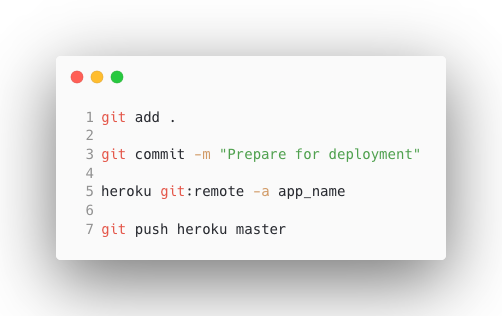 1 git add .
2
3 git commit -m "Prepare for deployment"
4
5 heroku git:remote -a app_name
6
7 git push heroku master